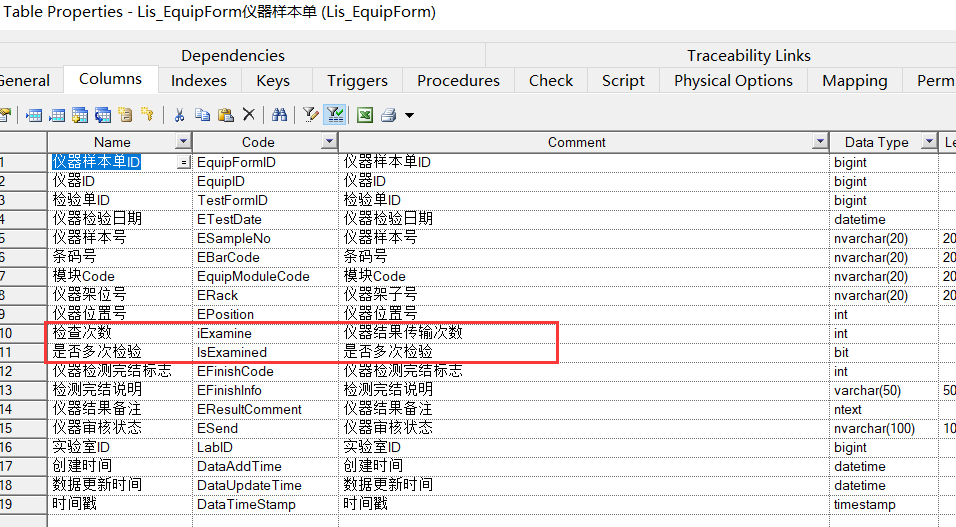 Table Properties - Lis_EquipForm仪器样本单 (Lis_EquipForm)
Dependencies Traceability Links
General Columns Indexes Keys Triggers Procedures Check Script Physical Options Mapping Perm
Name Code Comment Data Type Le
1 仪器样本单ID = EquipFormID 仪器样本单ID bigint
2 仪器ID EquipID 仪器ID bigint
3 检验单ID TestFormID 检验单ID bigint
4 仪器检验日期 ETestDate 仪器检验日期 datetime
5 仪器样本号 ESampleNo 仪器样本号 nvarchar(20) 20
6 条码号 EBarCode 条码号 nvarchar(20) 20
7 模块Code EquipModuleCode 模块Code nvarchar(20) 20
8 仪器架位号 ERack 仪器架子号 nvarchar(20) 20
9 仪器位置号 EPosition 仪器位置号 int
10 检查次数 iExamine 仪器结果传输次数 int
11 是否多次检验 IsExamined 是否多次检验 bit
12 仪器检测完结标志 EFinishCode 仪器检测完结标志 int
13 检测完结说明 EFinishInfo 检测完结说明 varchar(50) 50
14 仪器结果备注 EResultComment 仪器结果备注 ntext
15 仪器审核状态 ESend 仪器审核状态 nvarchar(100) 10
16 实验室ID LabID 实验室ID bigint
17 创建时间 DataAddTime 创建时间 datetime
18 数据更新时间 DataUpdateTime 数据更新时间 datetime
19 时间戳 DataTimeStamp 时间戳 timestamp